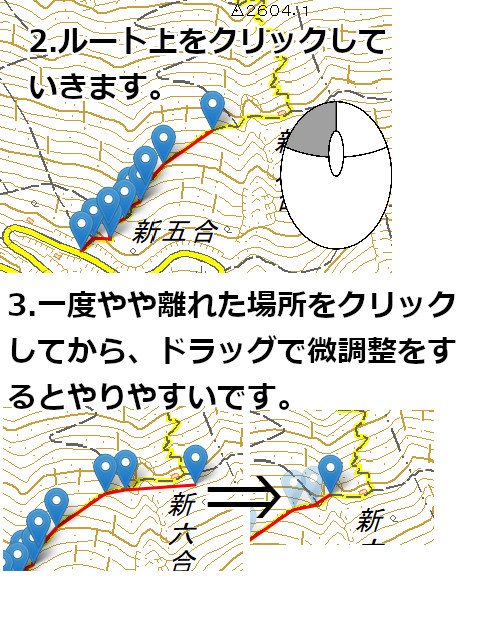 △2604.1
2.ルート上をクリックして
いきます。
新五合
3.一度やや離れた場所をクリック
してから、ドラッグで微調整をす
るとやりやすいです。
新
六
合
新